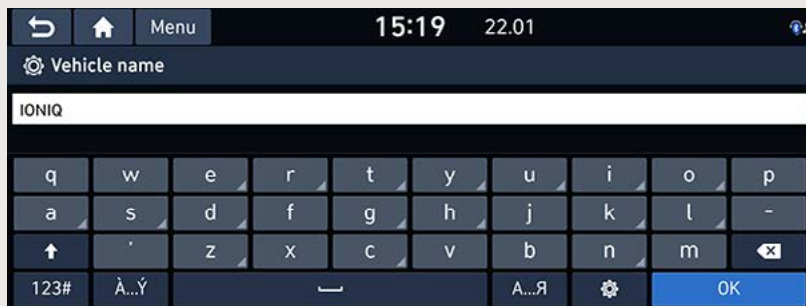 Menu 15:19 22.01
Vehicle name
IONIQ
q w e r t y u i o p
a s d f g h j k l -
' z x c v b n m
123# À...Ý А...Я OK